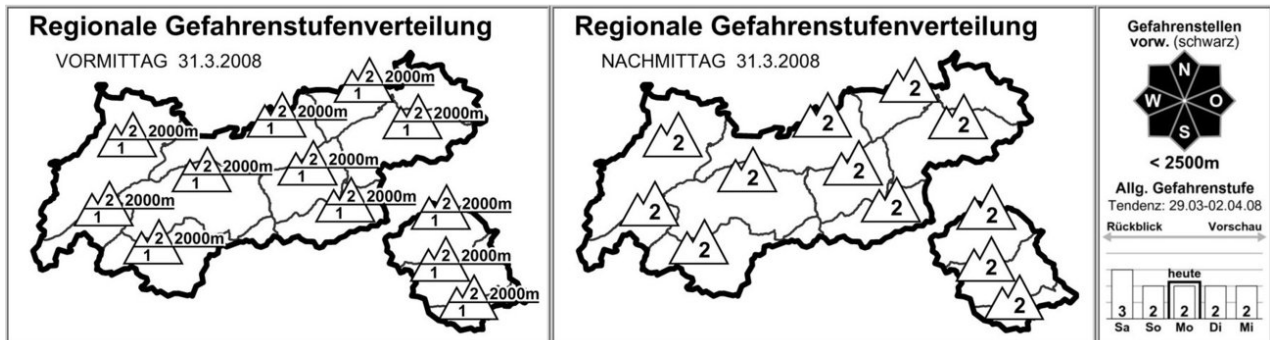 Regionale Gefahrenstufenverteilung
VORMITTAG 31.3.2008
2 2000m
1
2 2000m
1
2 2000m
1
2 2000m
1
2 2000m
1
2 2000m
1
2 2000m
1
2 2000m
1
2 2000m
1
2 2000m
1
2 2000m
1
2 2000m
1
Regionale Gefahrenstufenverteilung
NACHMITTAG 31.3.2008
2
2
2
2
2
2
2
2
2
2
2
2
Gefahrenstellen
vorw. (schwarz)
N
W O
S
< 2500m
Allg. Gefahrenstufe
Tendenz: 29.03-02.04.08
Rückblick Vorschau
heute
3 2 2 2 2
Sa So Mo Di Mi